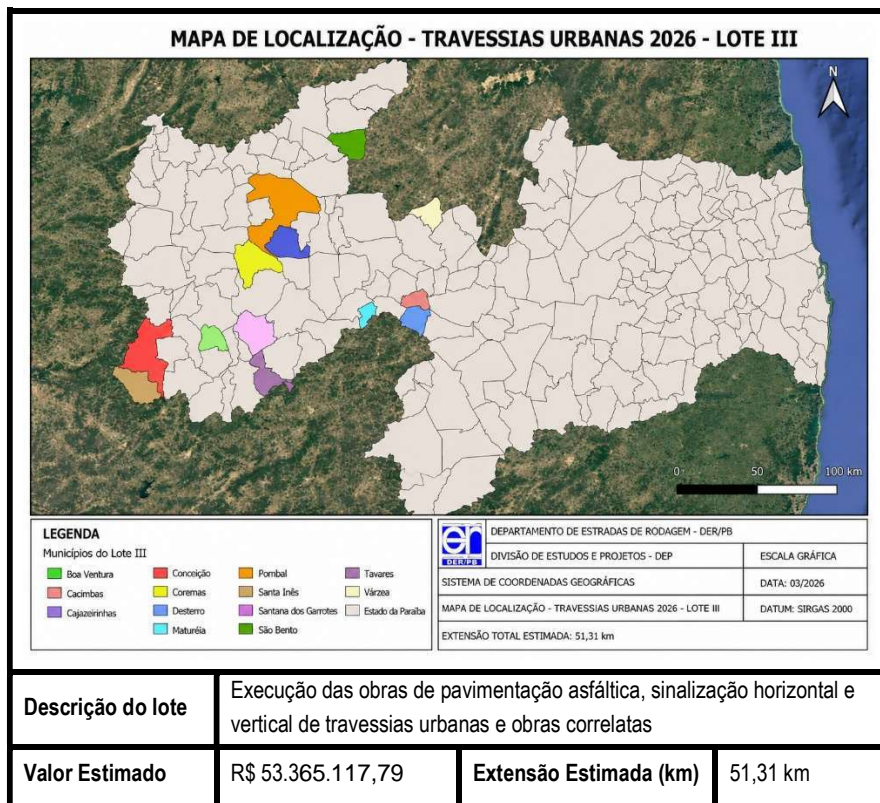 MAPA DE LOCALIZAÇÃO - TRAVESSIAS URBANAS 2026 - LOTE III
N
0 50 100 km
LEGENDA
Municípios do Lote III
Boa Ventura
Cacimbas
Cajazeirinhas
Conceição
Coremas
Desterro
Maturéia
Pombal
Santa Inês
Santana dos Garrotes
São Bento
Tavares
Várzea
Estado da Paraíba
er
DER/PB
DEPARTAMENTO DE ESTRADAS DE RODAGEM - DER/PB
DIVISÃO DE ESTUDOS E PROJETOS - DEP
ESCALA GRÁFICA
SISTEMA DE COORDENADAS GEOGRÁFICAS
DATA: 03/2026
MAPA DE LOCALIZAÇÃO - TRAVESSIAS URBANAS 2026 - LOTE III
DATUM: SIRGAS 2000
EXTENSÃO TOTAL ESTIMADA: 51,31 km
Descrição do lote
Execução das obras de pavimentação asfáltica, sinalização horizontal e
vertical de travessias urbanas e obras correlatas
Valor Estimado
R$ 53.365.117,79
Extensão Estimada (km)
51,31 km